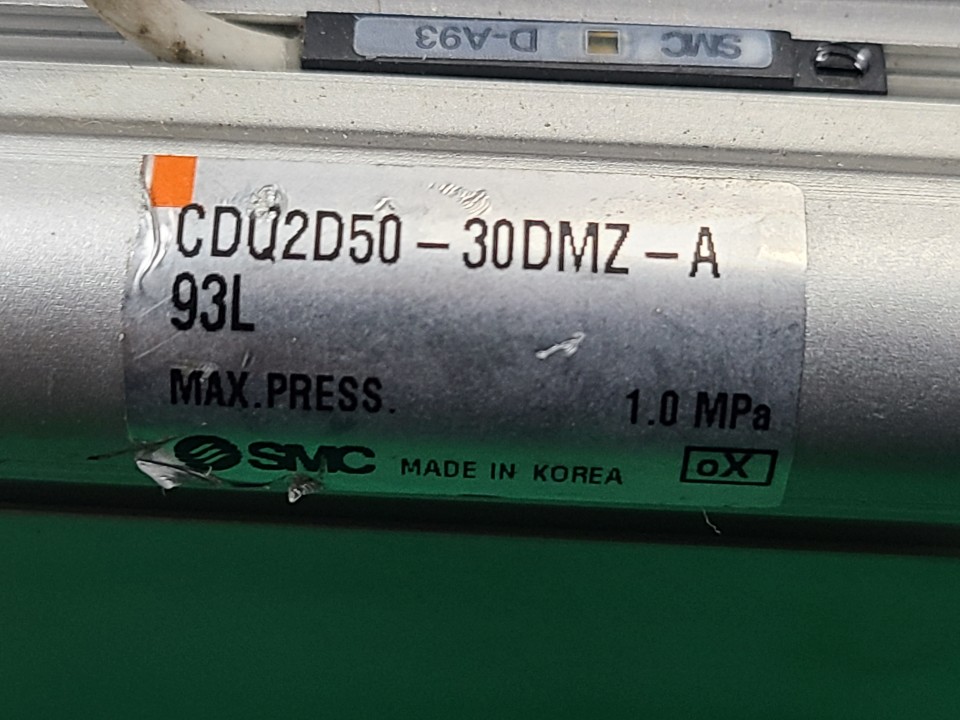 SMC D-A93
CDQ2D50-30DMZ-A
93L
MAX.PRESS. 1.0 MPa
SMC MADE IN KOREA oX